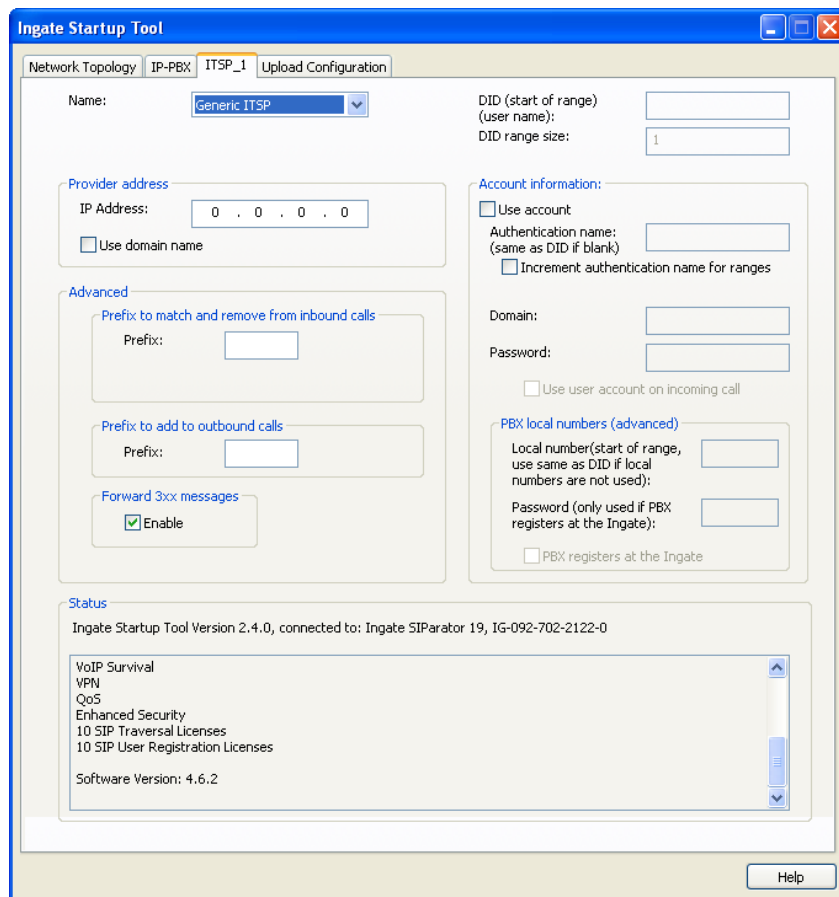 Ingate Startup Tool
Network Topology
IP-PBX
ITSP_1
Upload Configuration
Name:
Generic ITSP
DID (start of range)
(user name):
DID range size:
1
Provider address
IP Address:
0 . 0 . 0 . 0
Use domain name
Account information:
Use account
Authentication name:
(same as DID if blank)
Increment authentication name for ranges
Domain:
Password:
Use user account on incoming call
Advanced
Prefix to match and remove from inbound calls
Prefix:
Prefix to add to outbound calls
Prefix:
Forward 3xx messages
Enable
PBX local numbers (advanced)
Local number(start of range,
use same as DID if local
numbers are not used):
Password (only used if PBX
registers at the Ingate):
PBX registers at the Ingate
Status
Ingate Startup Tool Version 2.4.0, connected to: Ingate SIParator 19, IG-092-702-2122-0
VoIP Survival
VPN
QoS
Enhanced Security
10 SIP Traversal Licenses
10 SIP User Registration Licenses
Software Version: 4.6.2
Help